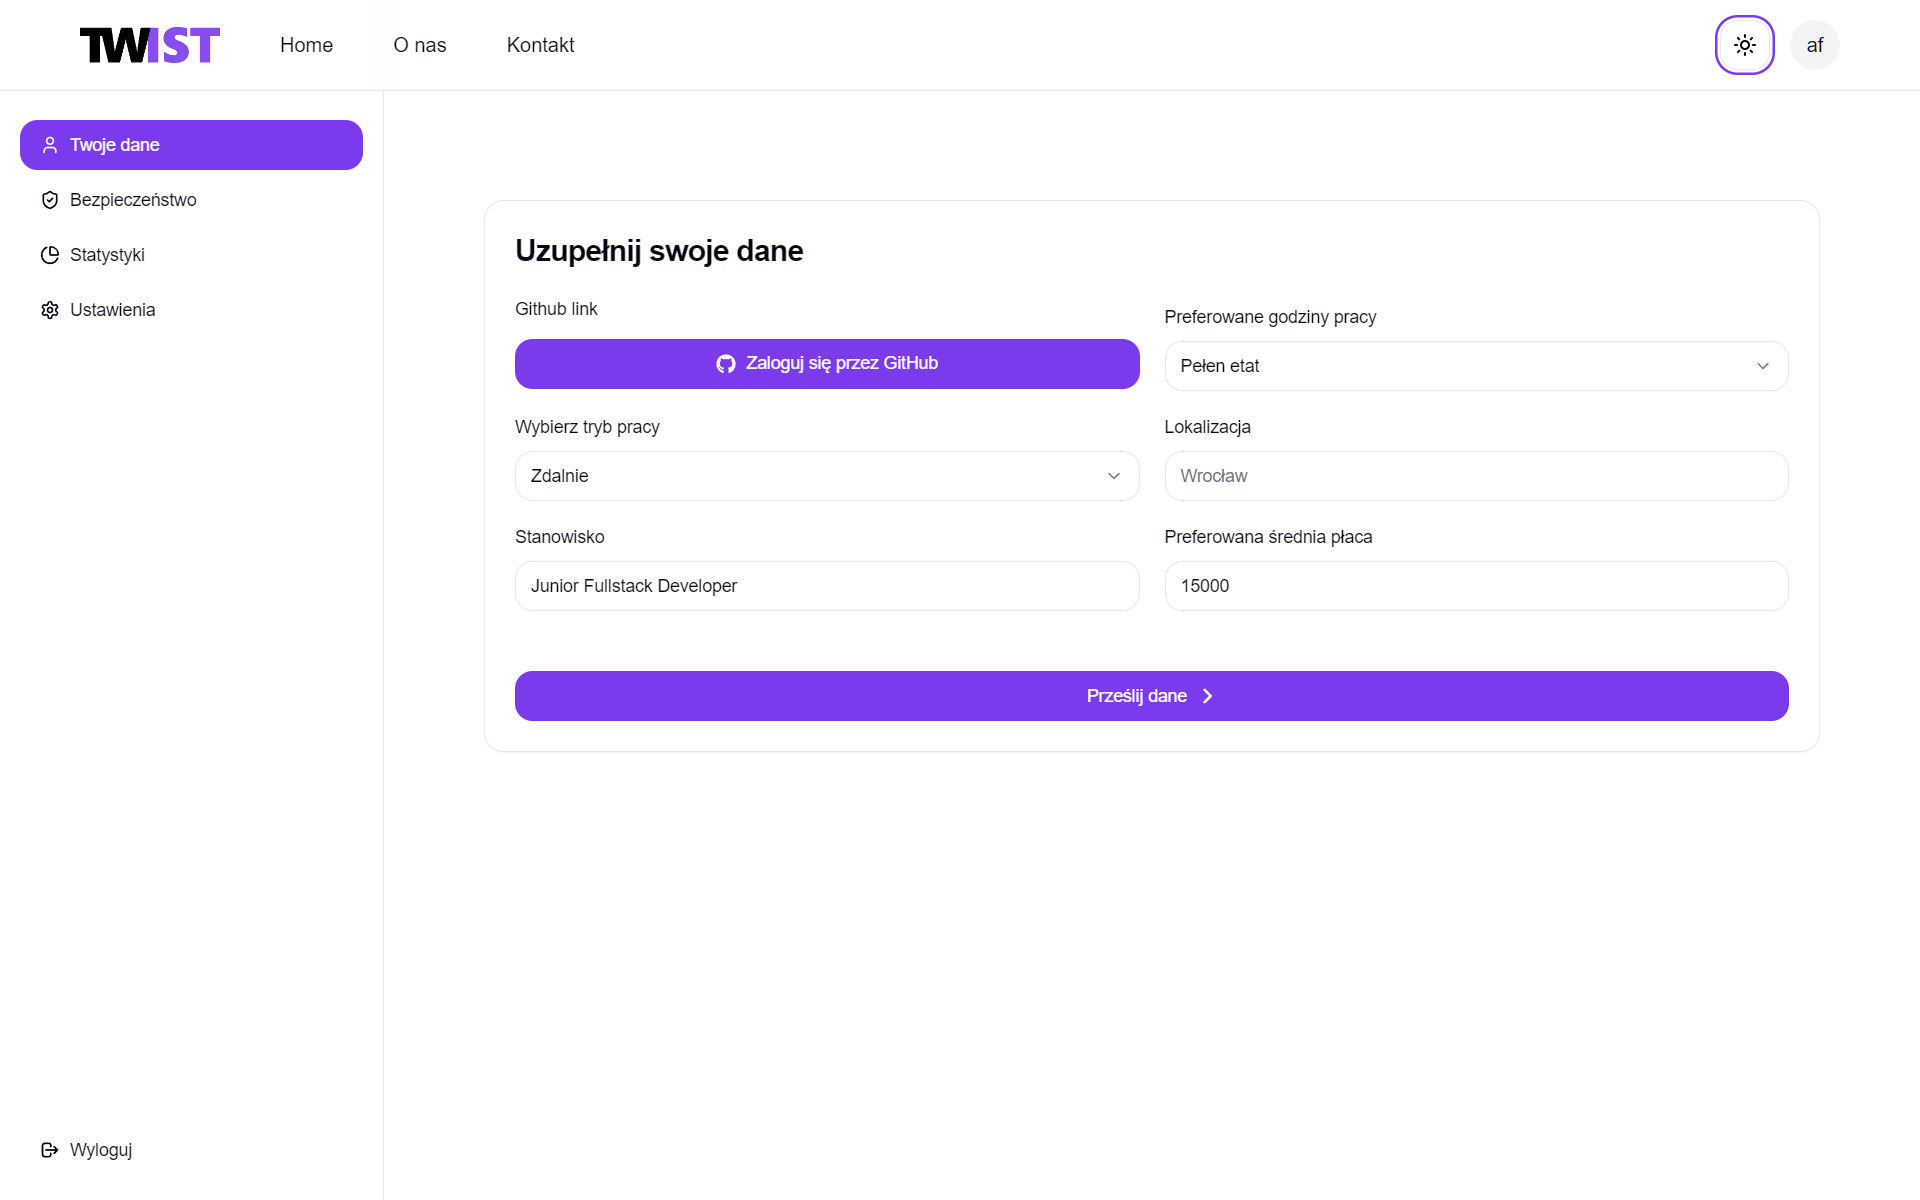 TWIST
Home
O nas
Kontakt
af
Twoje dane
Bezpieczeństwo
Statystyki
Ustawienia
Wyloguj
Uzupełnij swoje dane
Github link
Zaloguj się przez GitHub
Preferowane godziny pracy
Pełen etat
Wybierz tryb pracy
Zdalnie
Lokalizacja
Wrocław
Stanowisko
Junior Fullstack Developer
Preferowana średnia płaca
15000
Prześlij dane